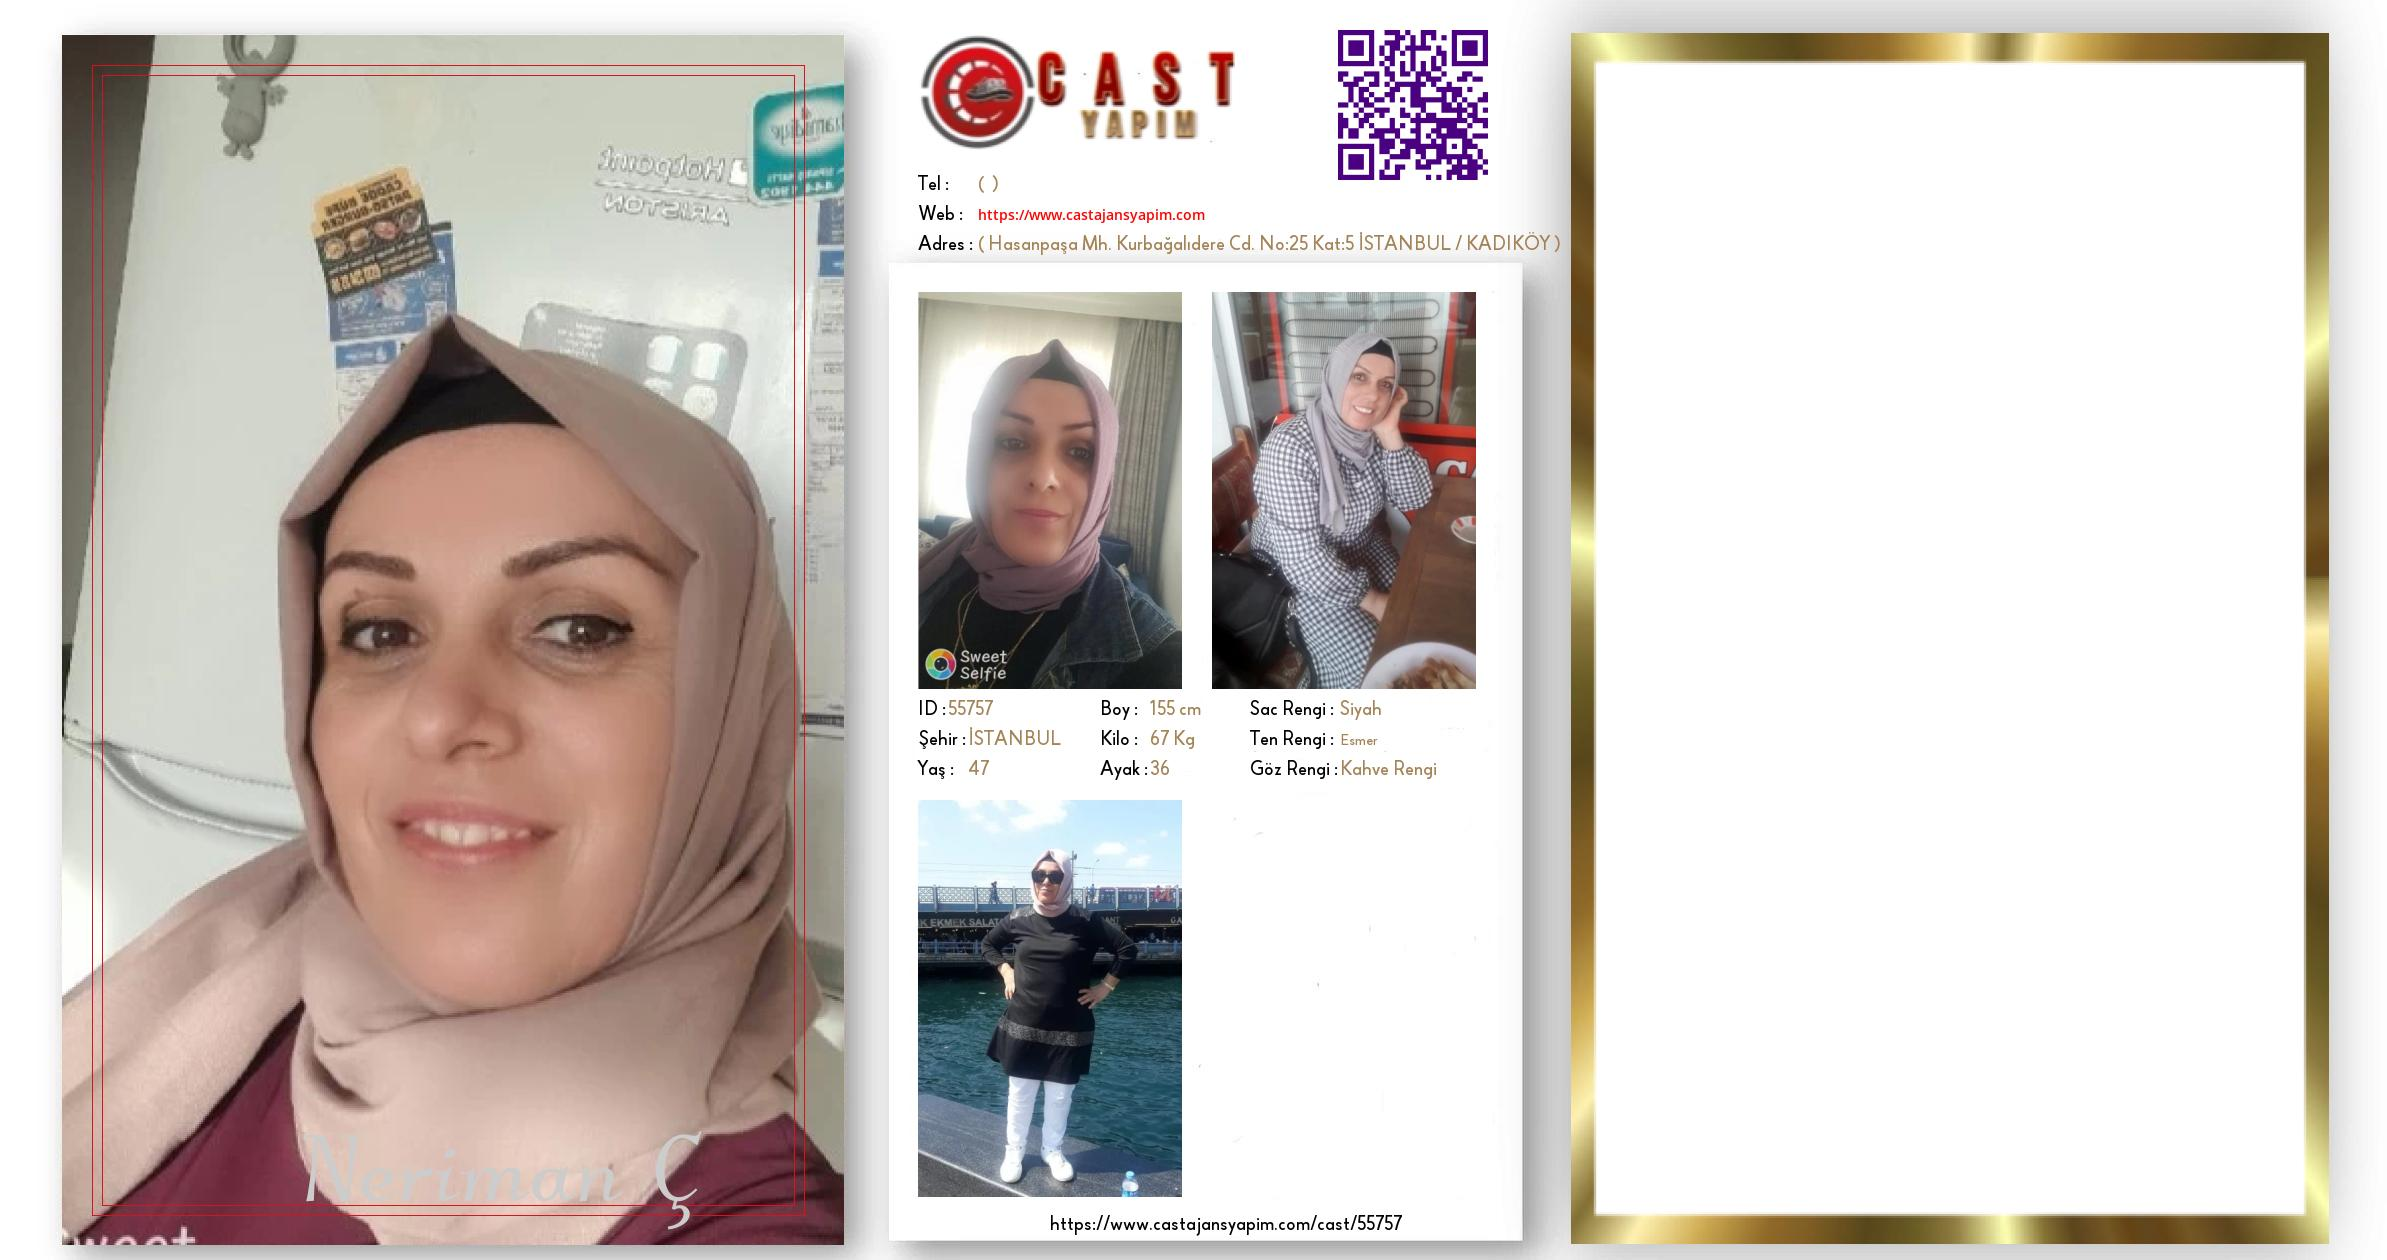 Hotpoint
ARISTON
Neriman Ç
CAST
YAPIM
Tel : ( )
Web : https://www.castajansyapim.com
Adres : ( Hasanpaşa Mh. Kurbağalıdere Cd. No:25 Kat:5 İSTANBUL / KADIKÖY )
Sweet
Selfie
ID : 55757 Boy : 155 cm Sac Rengi : Siyah
Şehir : İSTANBUL Kilo : 67 Kg Ten Rengi : Esmer
Yaş : 47 Ayak : 36 Göz Rengi : Kahve Rengi
EKMEK SALATA
https://www.castajansyapim.com/cast/55757